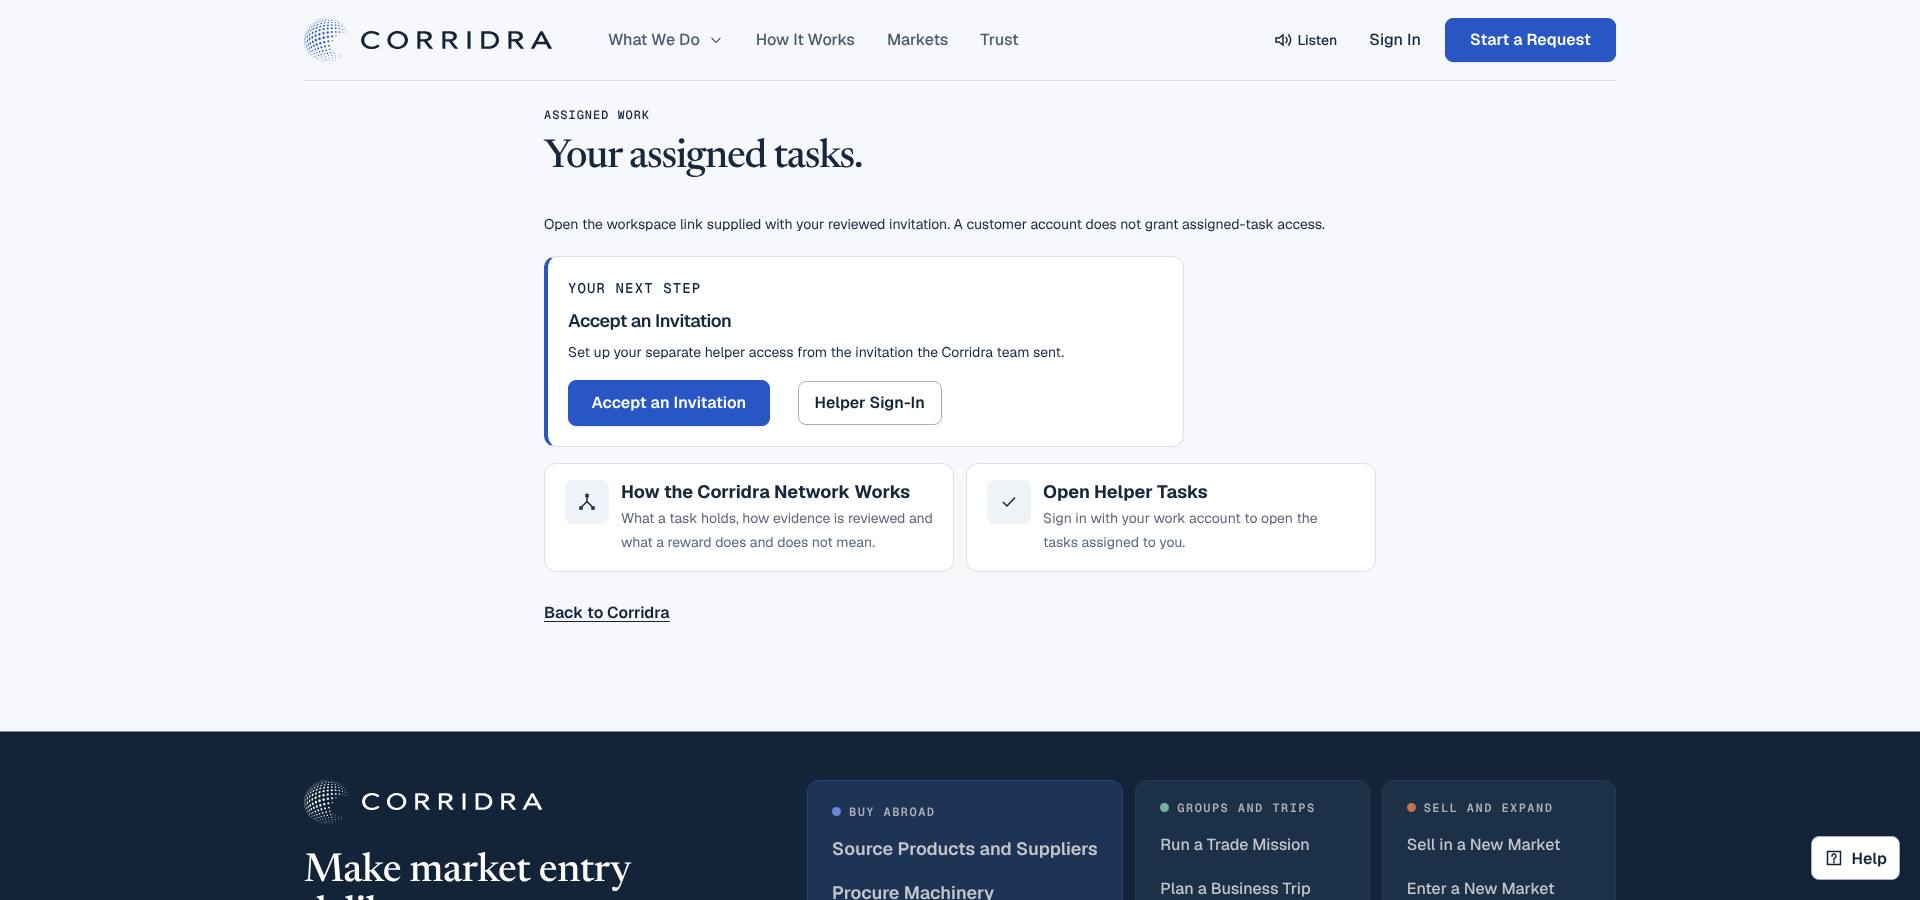 CORRIDRA
What We Do
How It Works
Markets
Trust
Listen
Sign In
Start a Request
ASSIGNED WORK
Your assigned tasks.
Open the workspace link supplied with your reviewed invitation. A customer account does not grant assigned-task access.
YOUR NEXT STEP
Accept an Invitation
Set up your separate helper access from the invitation the Corridra team sent.
Accept an Invitation
Helper Sign-In
How the Corridra Network Works
What a task holds, how evidence is reviewed and
what a reward does and does not mean.
Open Helper Tasks
Sign in with your work account to open the
tasks assigned to you.
Back to Corridra
CORRIDRA
Make market entry
BUY ABROAD
Source Products and Suppliers
Procure Machinery
GROUPS AND TRIPS
Run a Trade Mission
Plan a Business Trip
SELL AND EXPAND
Sell in a New Market
Enter a New Market
Help